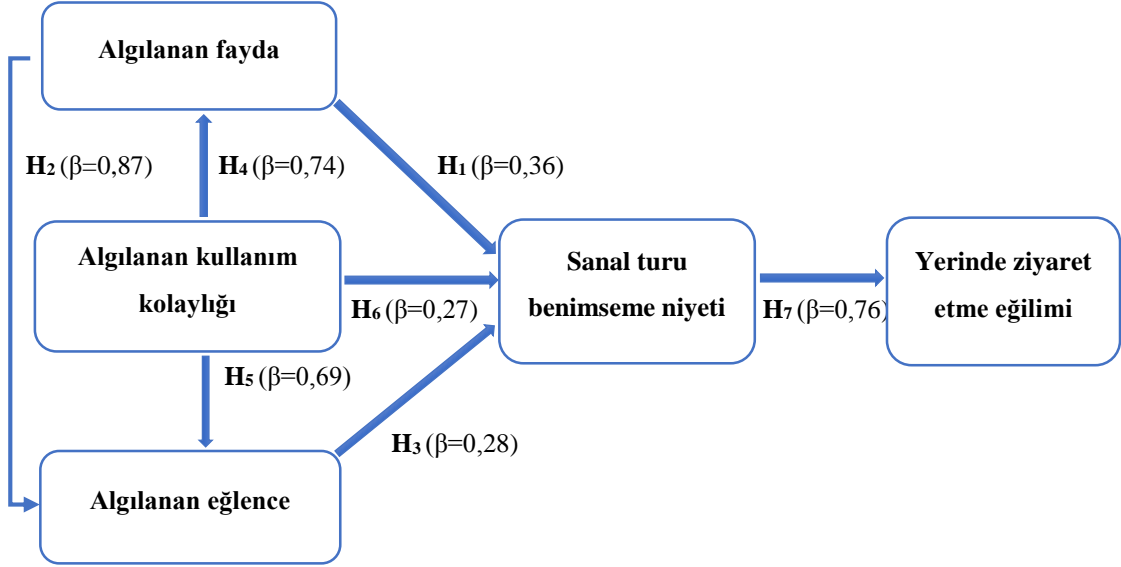 Algılanan fayda
H2 (β=0,87)
H4 (β=0,74)
H1 (β=0,36)
Algılanan kullanım
kolaylığı
Sanal turu
benimseme niyeti
Yerinde ziyaret
etme eğilimi
H6 (β=0,27)
H7 (β=0,76)
H5 (β=0,69)
H3 (β=0,28)
Algılanan eğlence